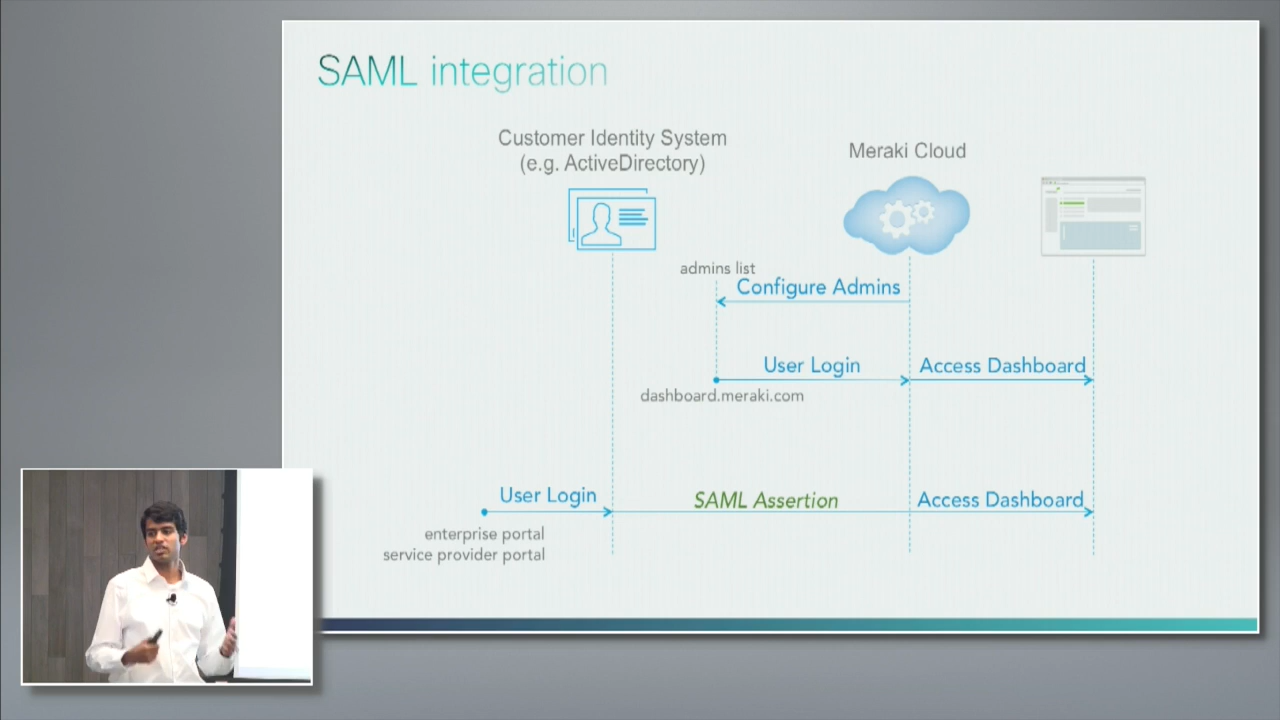 SAML integration
Customer Identity System
(e.g. ActiveDirectory)
Meraki Cloud
admins list
Configure Admins
User Login
Access Dashboard
dashboard.meraki.com
User Login
SAML Assertion
Access Dashboard
enterprise portal
service provider portal